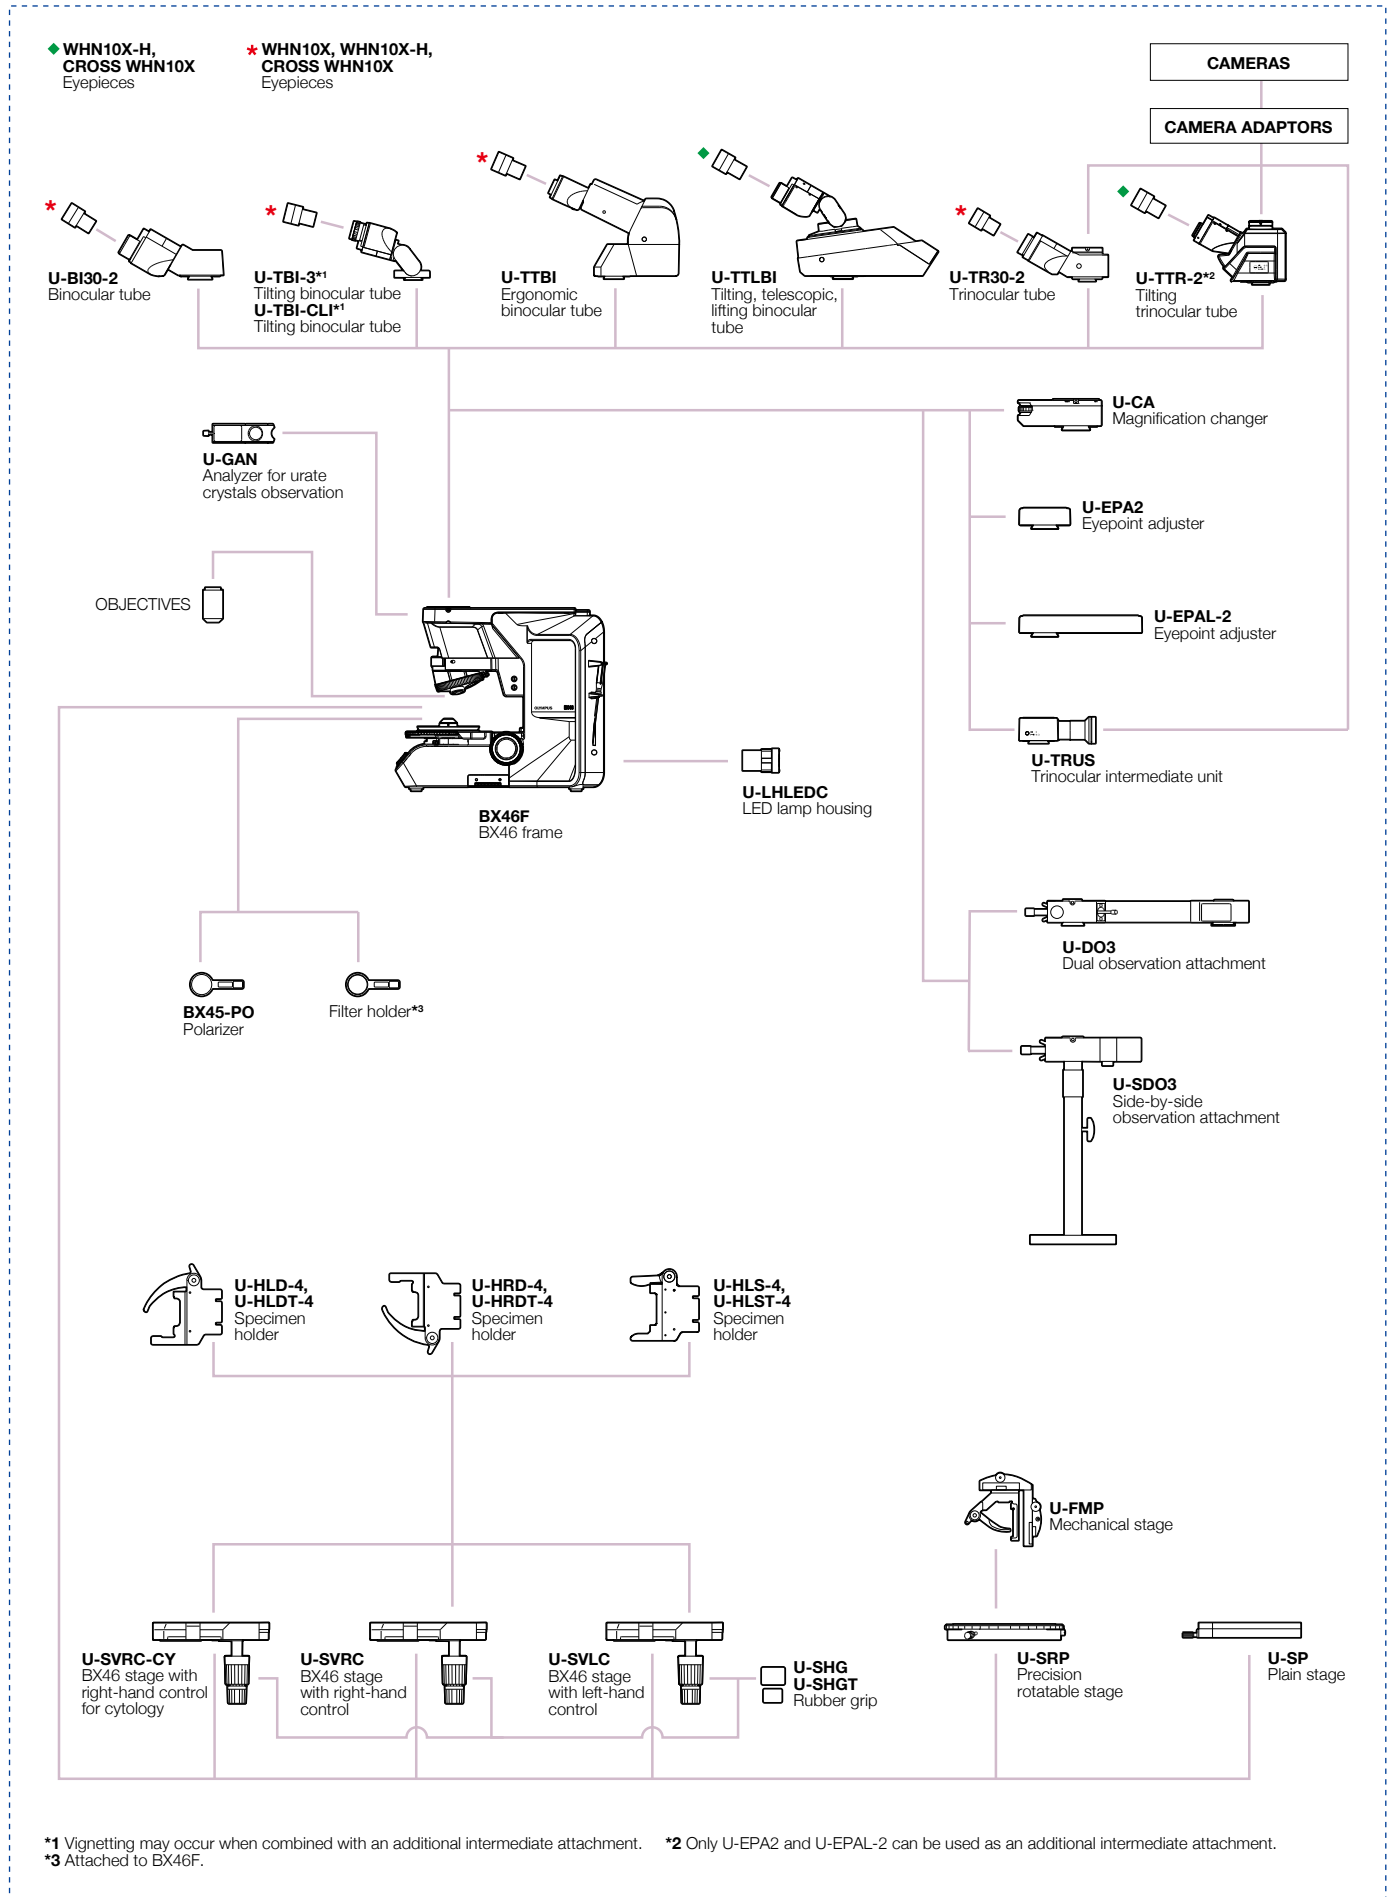 ◆ WHN10X-H,
CROSS WHN10X
Eyepieces
* WHN10X, WHN10X-H,
CROSS WHN10X
Eyepieces
CAMERAS
CAMERA ADAPTORS
*
*
*
◆
*
◆
U-BI30-2
Binocular tube
U-TBI-3*1
Tilting binocular tube
U-TBI-CLI*1
Tilting binocular tube
U-TTBI
Ergonomic
binocular tube
U-TTLBI
Tilting, telescopic,
lifting binocular
tube
U-TR30-2
Trinocular tube
U-TTR-2*2
Tilting
trinocular tube
U-CA
Magnification changer
U-GAN
Analyzer for urate
crystals observation
U-EPA2
Eyepoint adjuster
OBJECTIVES
U-EPAL-2
Eyepoint adjuster
OLYMPUS
U-TRUS
Trinocular intermediate unit
U-LHLEDC
LED lamp housing
BX46F
BX46 frame
U-DO3
Dual observation attachment
BX45-PO
Polarizer
Filter holder*3
U-SDO3
Side-by-side
observation attachment
U-HLD-4,
U-HLDT-4
Specimen
holder
U-HRD-4,
U-HRDT-4
Specimen
holder
U-HLS-4,
U-HLST-4
Specimen
holder
U-FMP
Mechanical stage
U-SVRC-CY
BX46 stage with
right-hand control
for cytology
U-SVRC
BX46 stage
with right-hand
control
U-SVLC
BX46 stage
with left-hand
control
U-SHG
U-SHGT
Rubber grip
U-SRP
Precision
rotatable stage
U-SP
Plain stage
*1 Vignetting may occur when combined with an additional intermediate attachment. *2 Only U-EPA2 and U-EPAL-2 can be used as an additional intermediate attachment.
*3 Attached to BX46F.